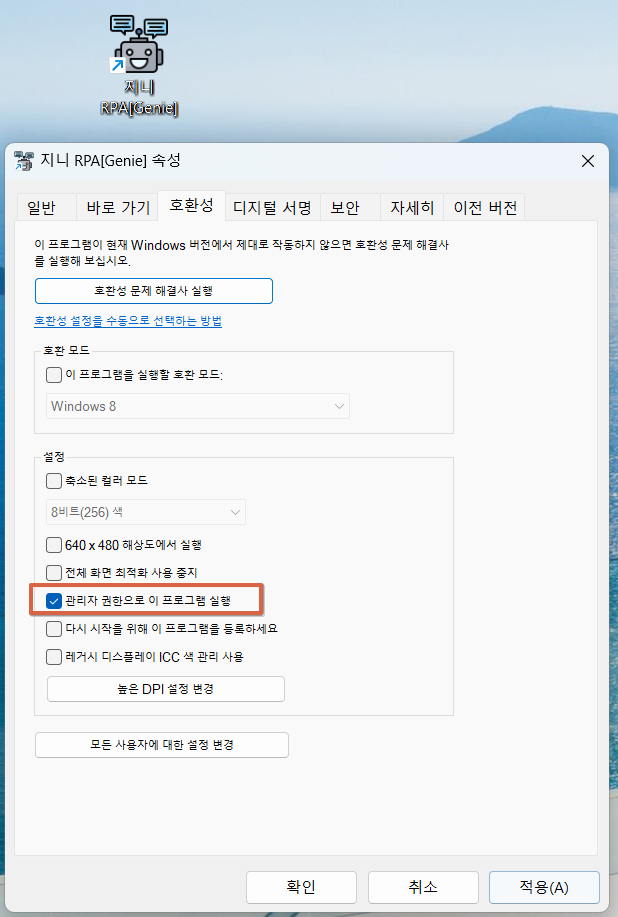 지니
RPA[Genie]
지니 RPA[Genie] 속성
일반 바로 가기 호환성 디지털 서명 보안 자세히 이전 버전
이 프로그램이 현재 Windows 버전에서 제대로 작동하지 않으면 호환성 문제 해결사
를 실행해 보십시오.
호환성 문제 해결사 실행
호환성 설정을 수동으로 선택하는 방법
호환 모드
이 프로그램을 실행할 호환 모드:
Windows 8
설정
축소된 컬러 모드
8비트(256) 색
640 x 480 해상도에서 실행
전체 화면 최적화 사용 중지
관리자 권한으로 이 프로그램 실행
다시 시작을 위해 이 프로그램을 등록하세요
레거시 디스플레이 ICC 색 관리 사용
높은 DPI 설정 변경
모든 사용자에 대한 설정 변경
확인 취소 적용(A)